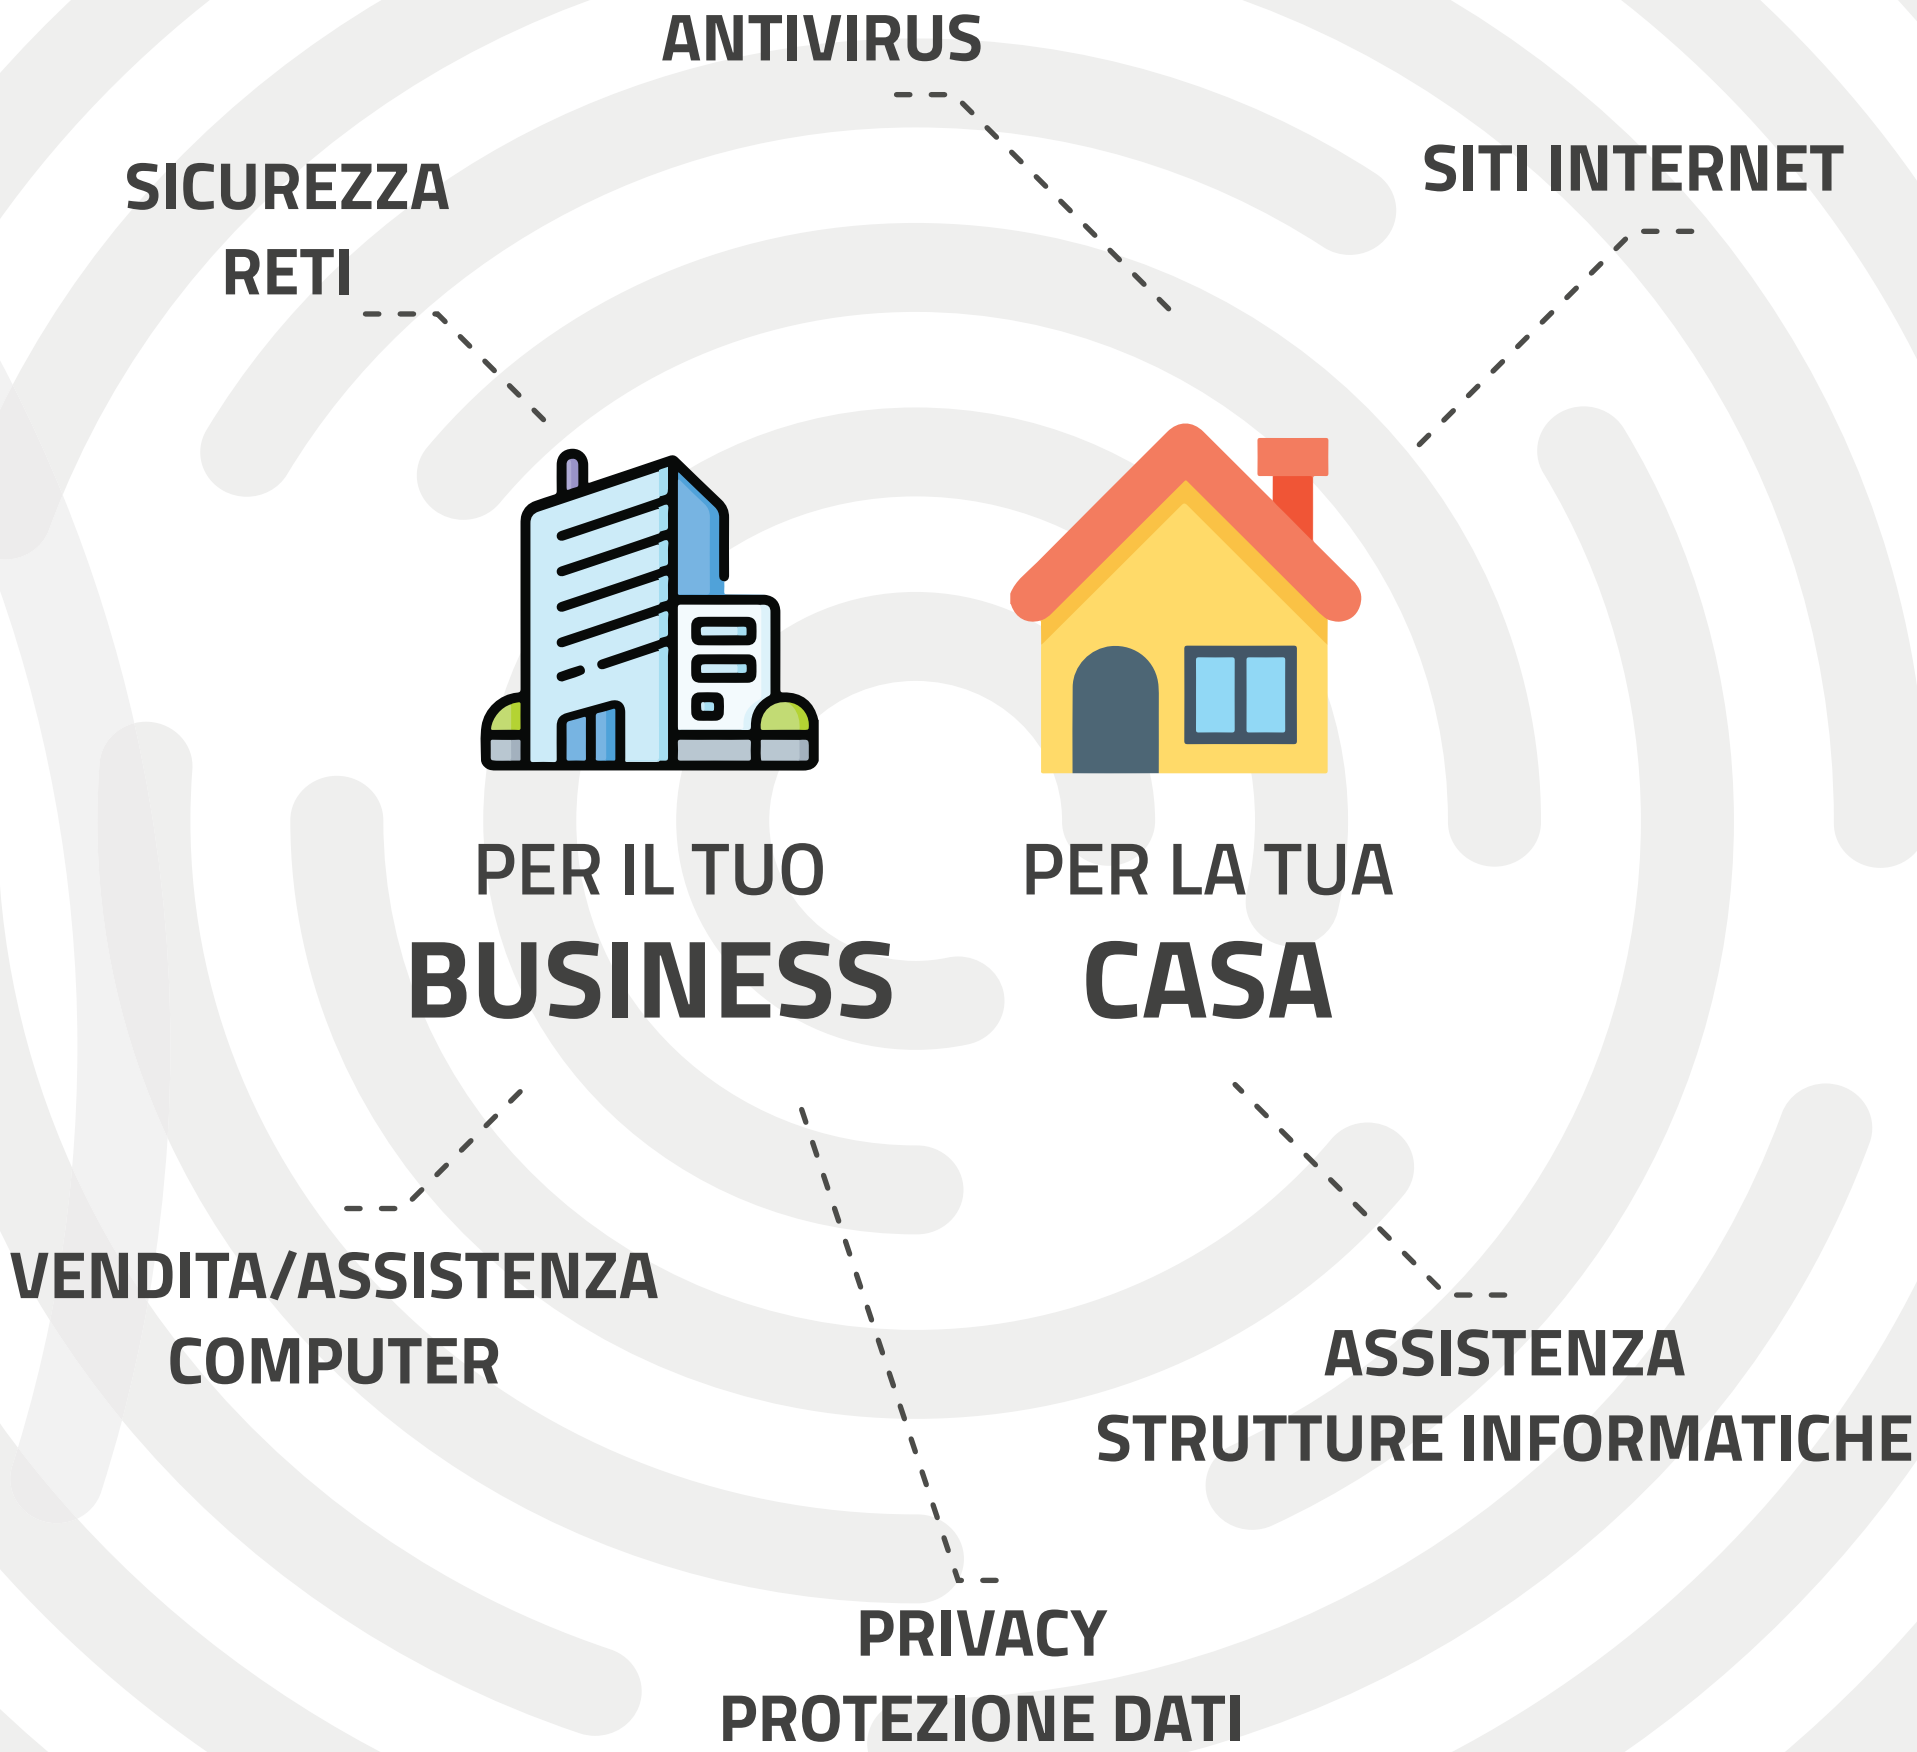 ANTIVIRUS
SITI INTERNET
SICUREZZA
RETI
PER IL TUO
BUSINESS
PER LA TUA
CASA
VENDITA/ASSISTENZA
COMPUTER
ASSISTENZA
STRUTTURE INFORMATICHE
PRIVACY
PROTEZIONE DATI